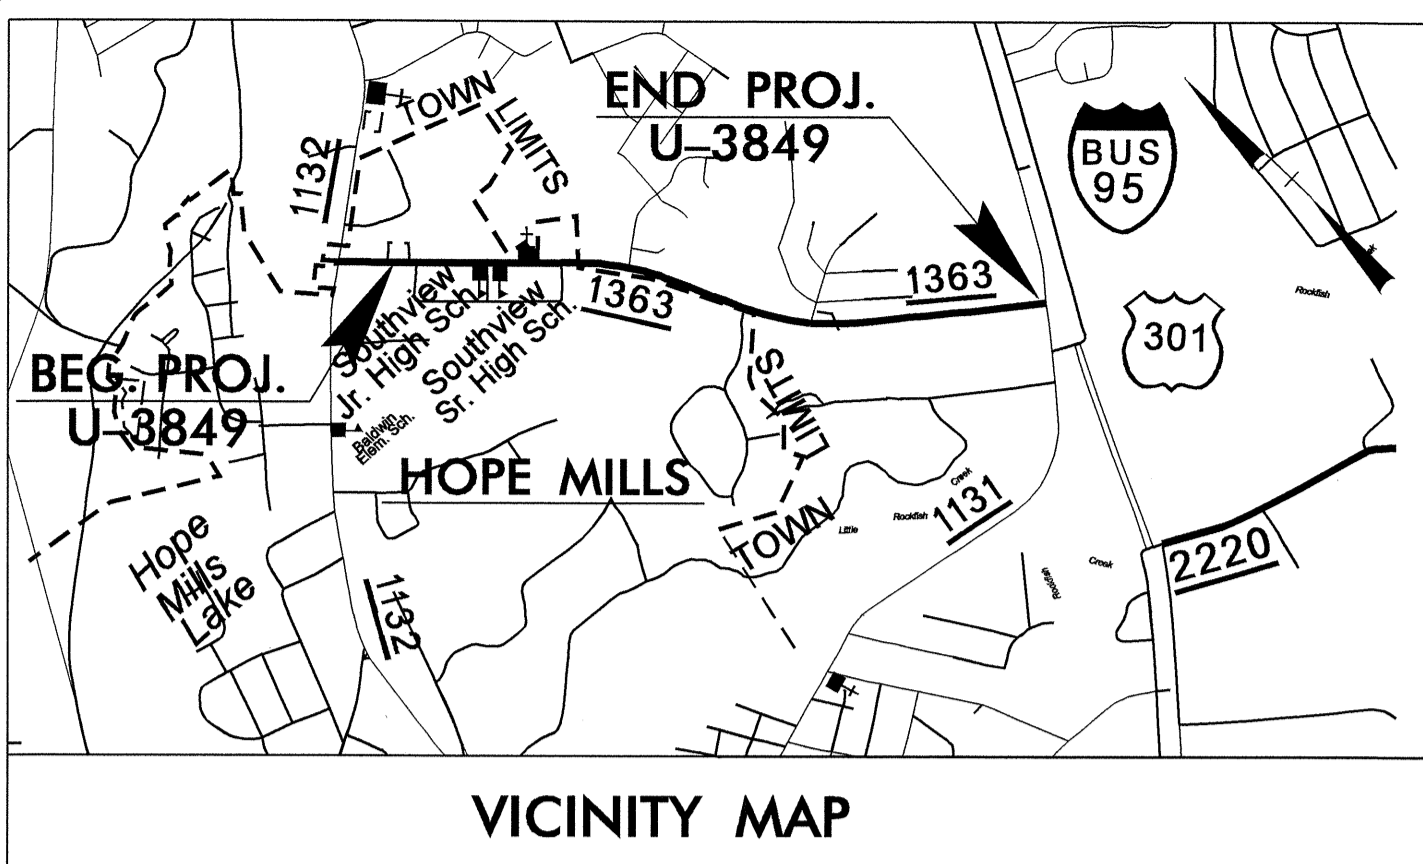 TOWN
LIMITS
END PROJ.
U-3849
BUS
95
1132
1363
1363
301
Rockfish
Southview
Jr. High Sch.
Southview
Sr. High Sch.
BEG. PROJ.
U-3849
Baldwin
Elem. Sch.
LIMITS
TOWN
HOPE MILLS
Little
Rockfish
Creek
1131
Hope
Mills
Lake
1132
Rockfish
Creek
2220
VICINITY MAP